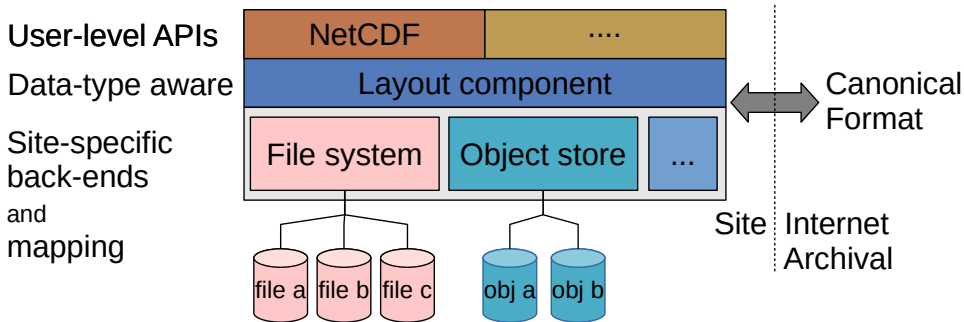 User-level APIs
NetCDF
....
Data-type aware
Layout component
Canonical
Format
Site-specific
back-ends
and
mapping
File system
Object store
...
Site
Internet
Archival
file a
file b
file c
obj a
obj b